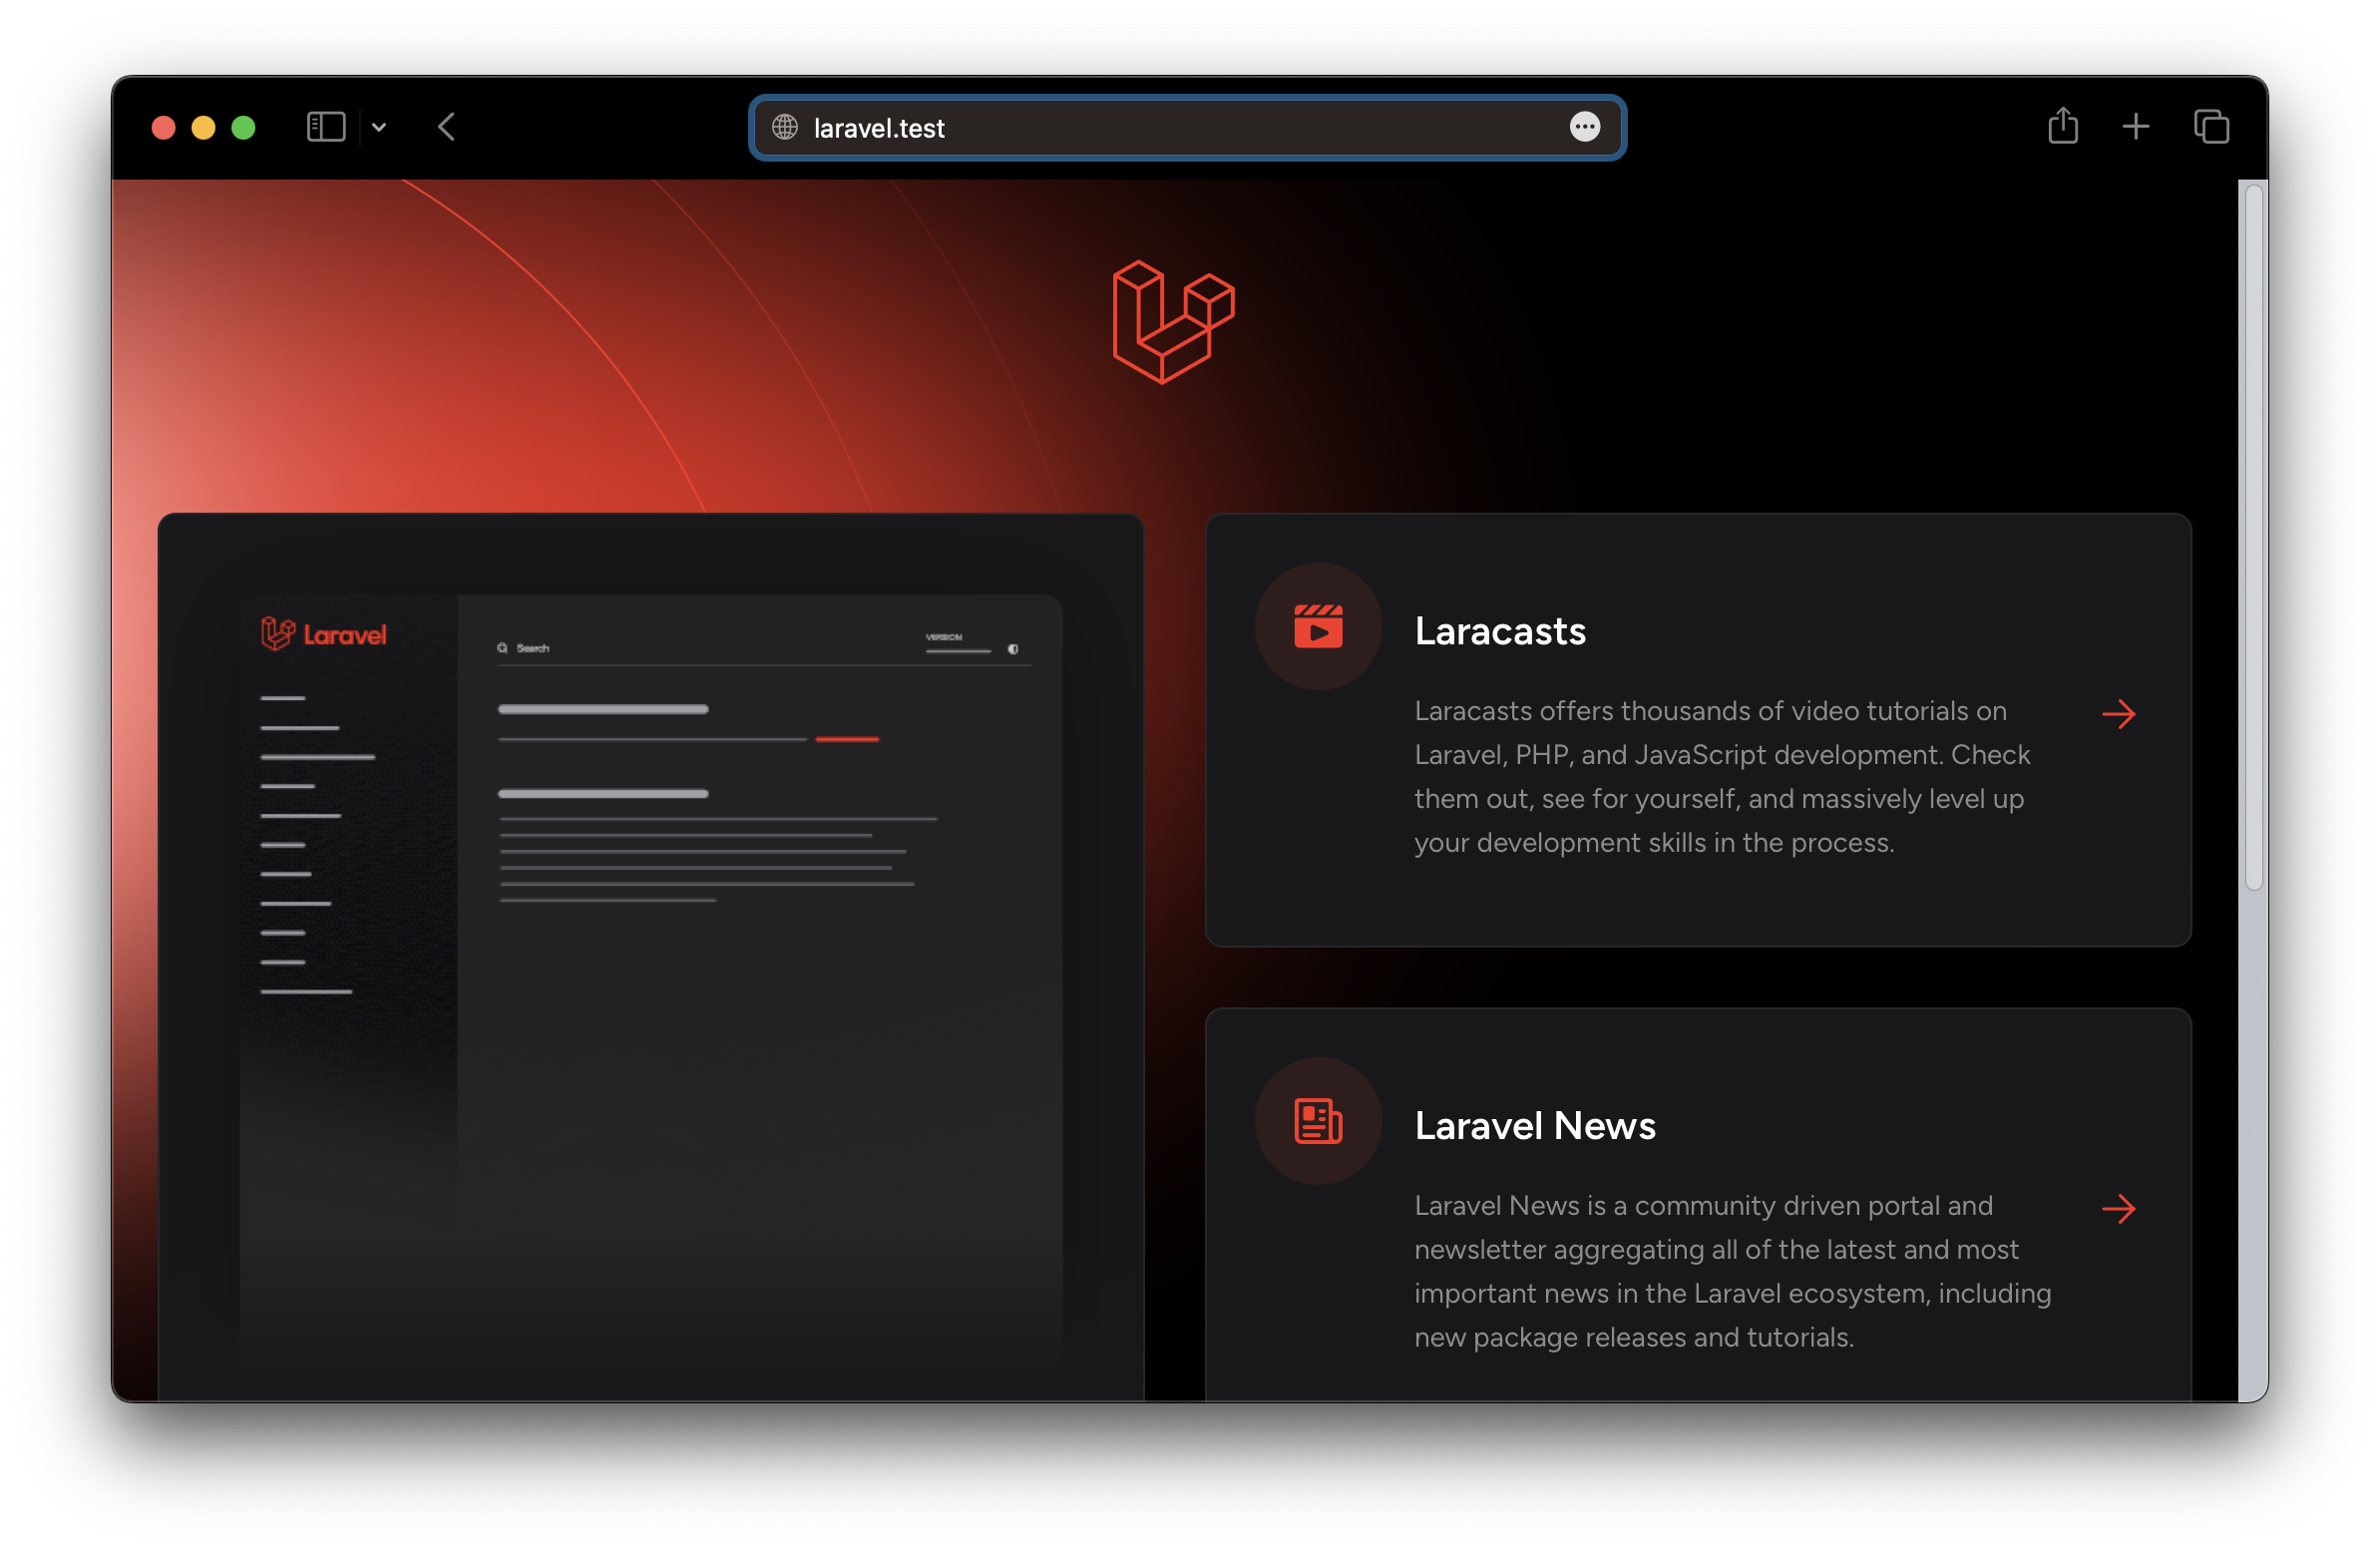 laravel.test
Laravel
Search
VERSION
Laracasts
Laracasts offers thousands of video tutorials on
Laravel, PHP, and JavaScript development. Check
them out, see for yourself, and massively level up
your development skills in the process.
Laravel News
Laravel News is a community driven portal and
newsletter aggregating all of the latest and most
important news in the Laravel ecosystem, including
new package releases and tutorials.